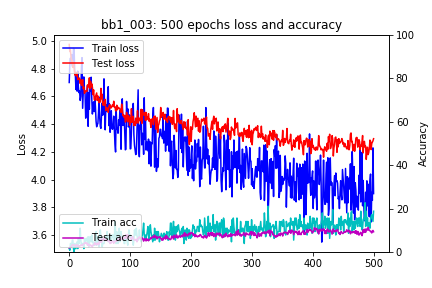 bb1_003: 500 epochs loss and accuracy
5.0
4.8
4.6
4.4
4.2
4.0
3.8
3.6
Loss
Train loss
Test loss
Train acc
Test acc
100
80
60
40
20
0
Accuracy
0 100 200 300 400 500